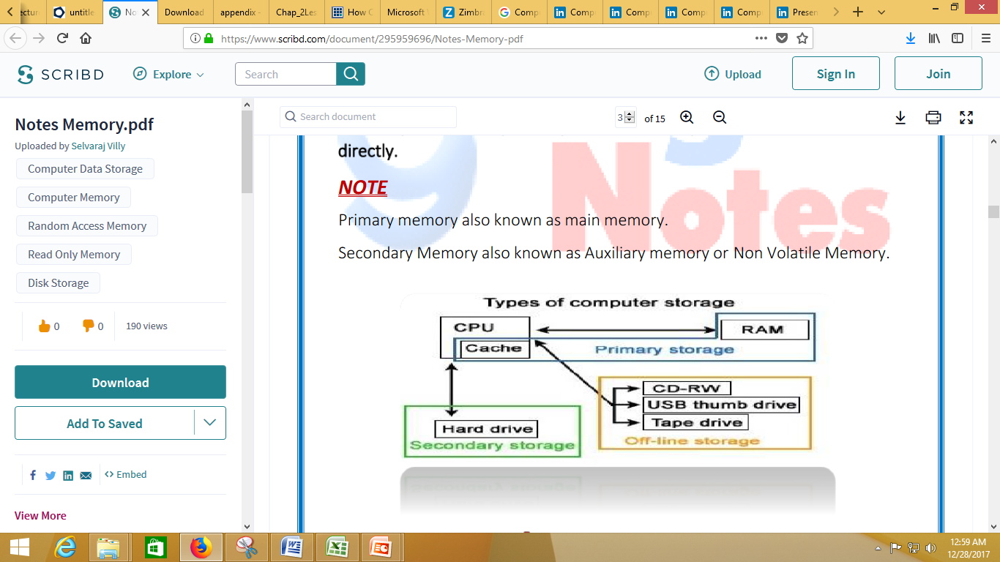 ectur
untitle
No
Download
appendix -
Chap_2Les
How C
Microsoft
Zimbra
Comp
Comp
Comp
Comp
Comp
Presen
https://www.scribd.com/document/295959696/Notes-Memory-pdf
SCRIBD
Explore
Search
Upload
Sign In
Join
Notes Memory.pdf
Uploaded by Selvaraj Villy
Computer Data Storage
Computer Memory
Random Access Memory
Read Only Memory
Disk Storage
0
0
190 views
Download
Add To Saved
<> Embed
View More
Search document
3 of 15
directly.
Notes
NOTE
Primary memory also known as main memory.
Secondary Memory also known as Auxiliary memory or Non Volatile Memory.
Types of computer storage
CPU
Cache
RAM
Primary storage
CD-RW
USB thumb drive
Tape drive
Off-line storage
Hard drive
Secondary storage
12:59 AM
12/28/2017